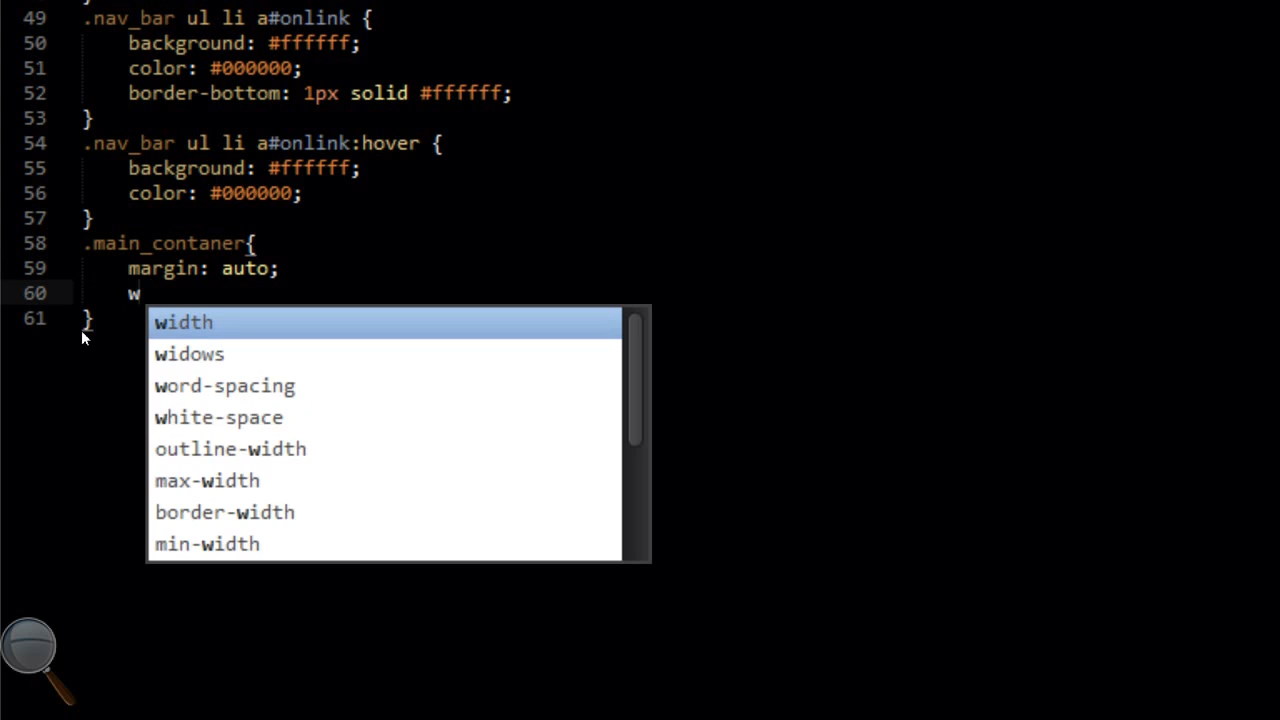 49 .nav_bar ul li a#onlink {
50 background: #ffffff;
51 color: #000000;
52 border-bottom: 1px solid #ffffff;
53 }
54 .nav_bar ul li a#onlink:hover {
55 background: #ffffff;
56 color: #000000;
57 }
58 .main_contaner{
59 margin: auto;
60 w
61 }
width
widows
word-spacing
white-space
outline-width
max-width
border-width
min-width